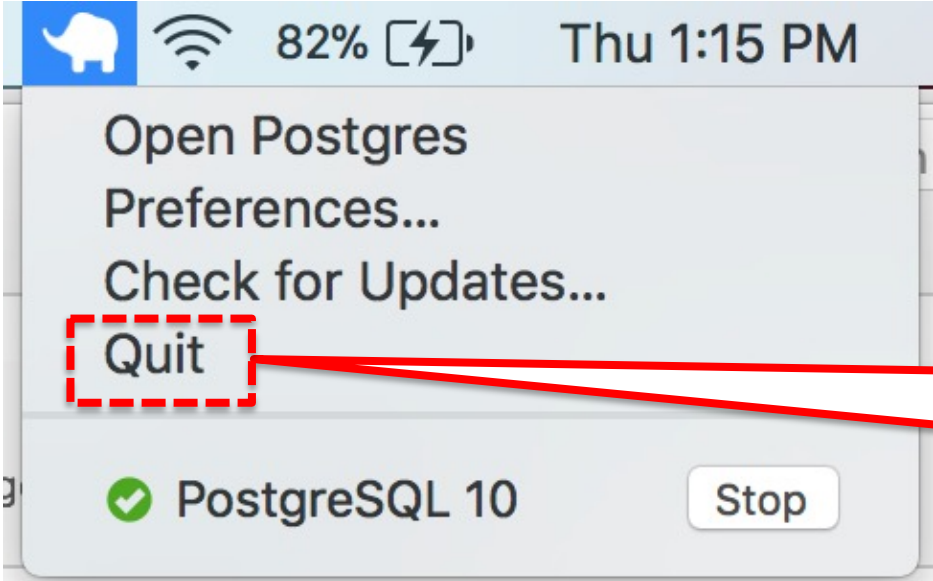 82% Thu 1:15 PM
Open Postgres
Preferences...
Check for Updates...
Quit
PostgreSQL 10 Stop